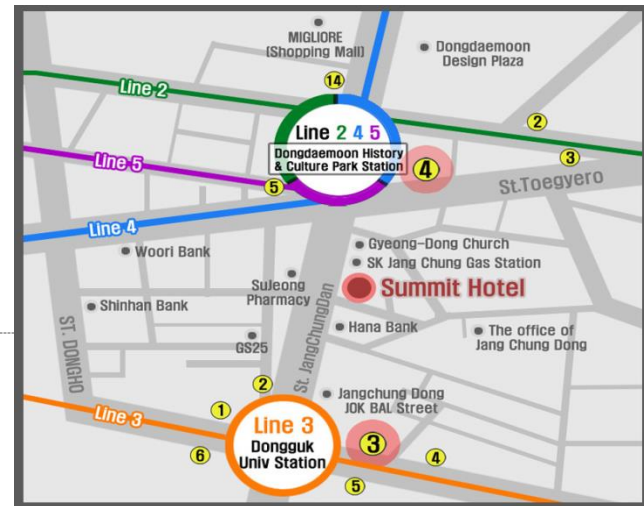 MIGLIORE
(Shopping Mall)
Dongdaemoon
Design Plaza
14
Line 2
2
Line 2 4 5
Dongdaemoon History
& Culture Park Station
3
4
Line 5
5
St.Toegyero
Line 4
Gyeong-Dong Church
Woori Bank
SK Jang Chung Gas Station
SuJeong
Pharmacy
Summit Hotel
Shinhan Bank
ST. DONGHO
St. JangChungDan
Hana Bank
The office of
Jang Chung Dong
GS25
2
Jangchung Dong
JOK BAL Street
1
Line 3
Line 3
Dongguk
Univ Station
3
6
4
5